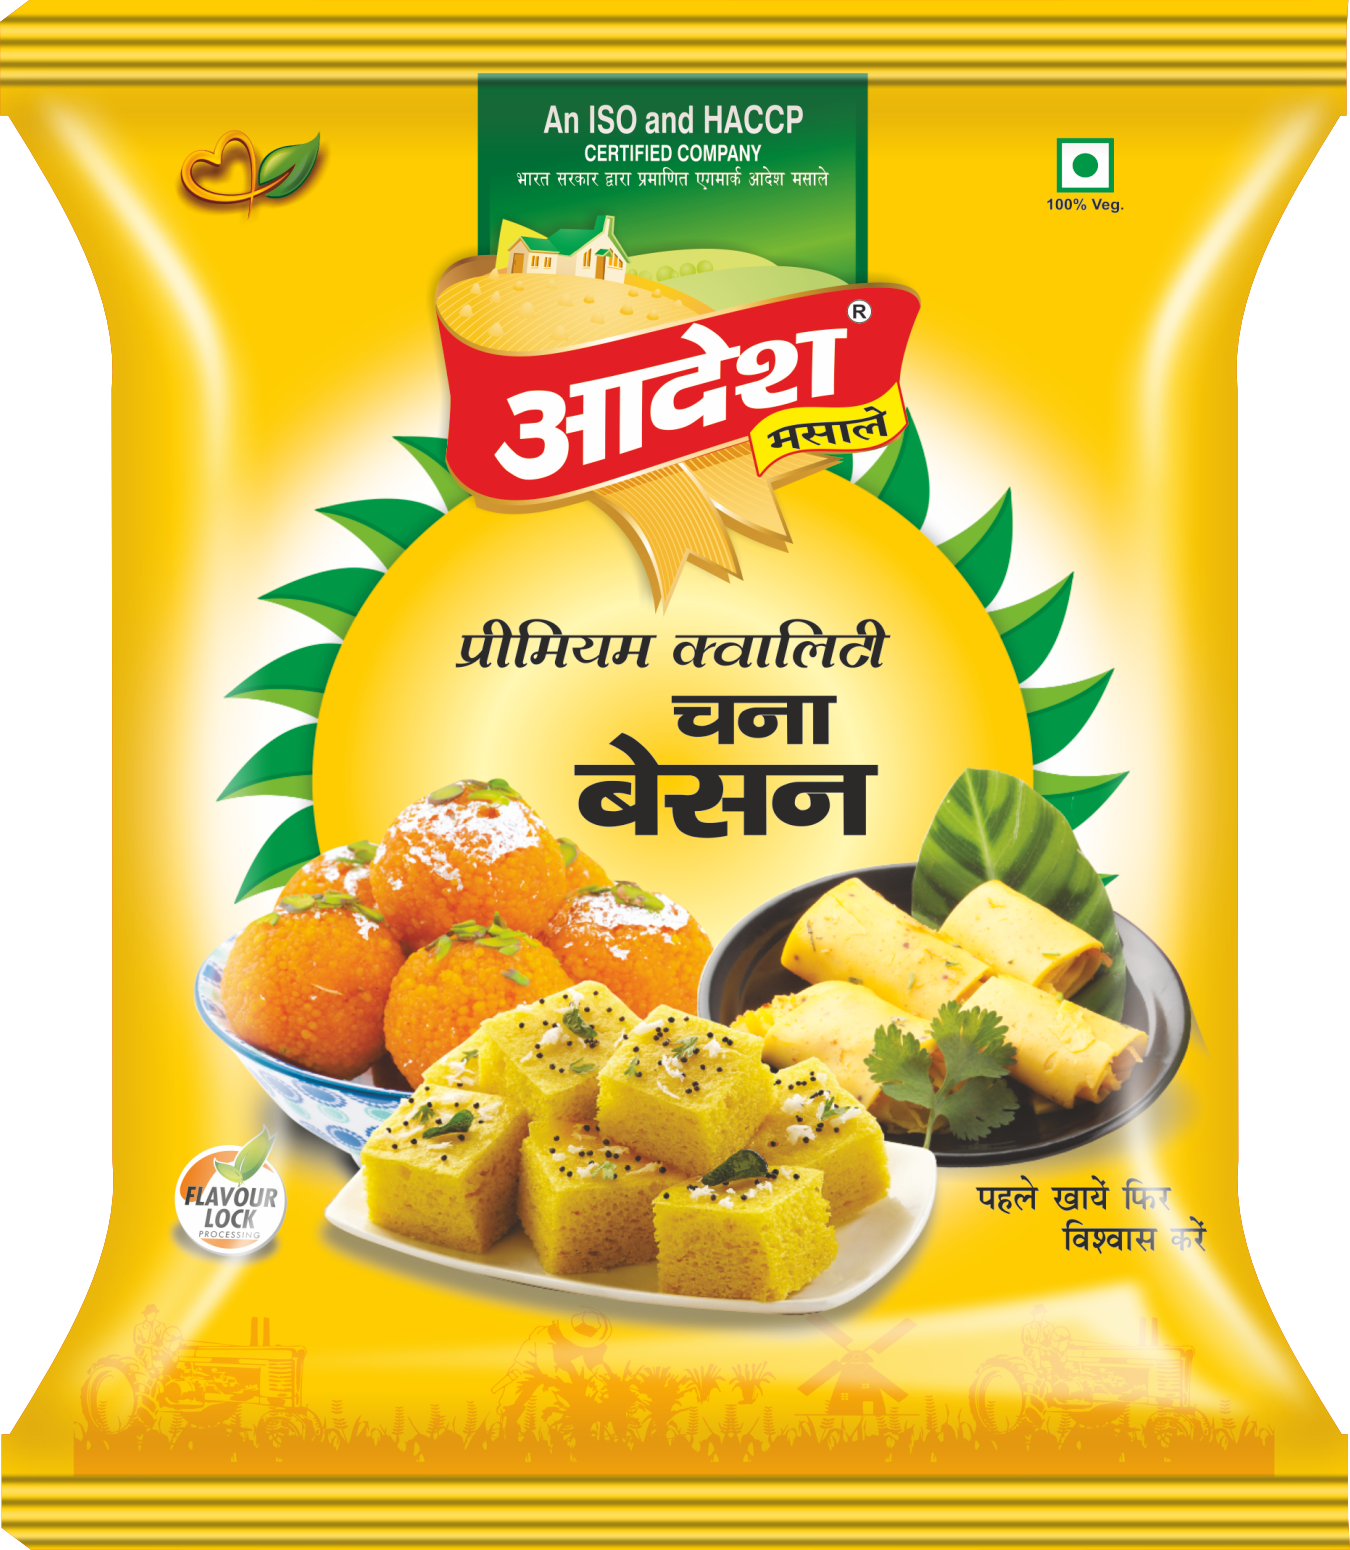 An ISO and HACCP
CERTIFIED COMPANY
भारत सरकार द्वारा प्रमाणित एगमार्क आदेश मसाले
100% Veg.
आदेश ®
मसाले
प्रीमियम क्वालिटी
चना
बेसन
FLAVOUR
LOCK
PROCESSING
पहले खायें फिर
विश्वास करें